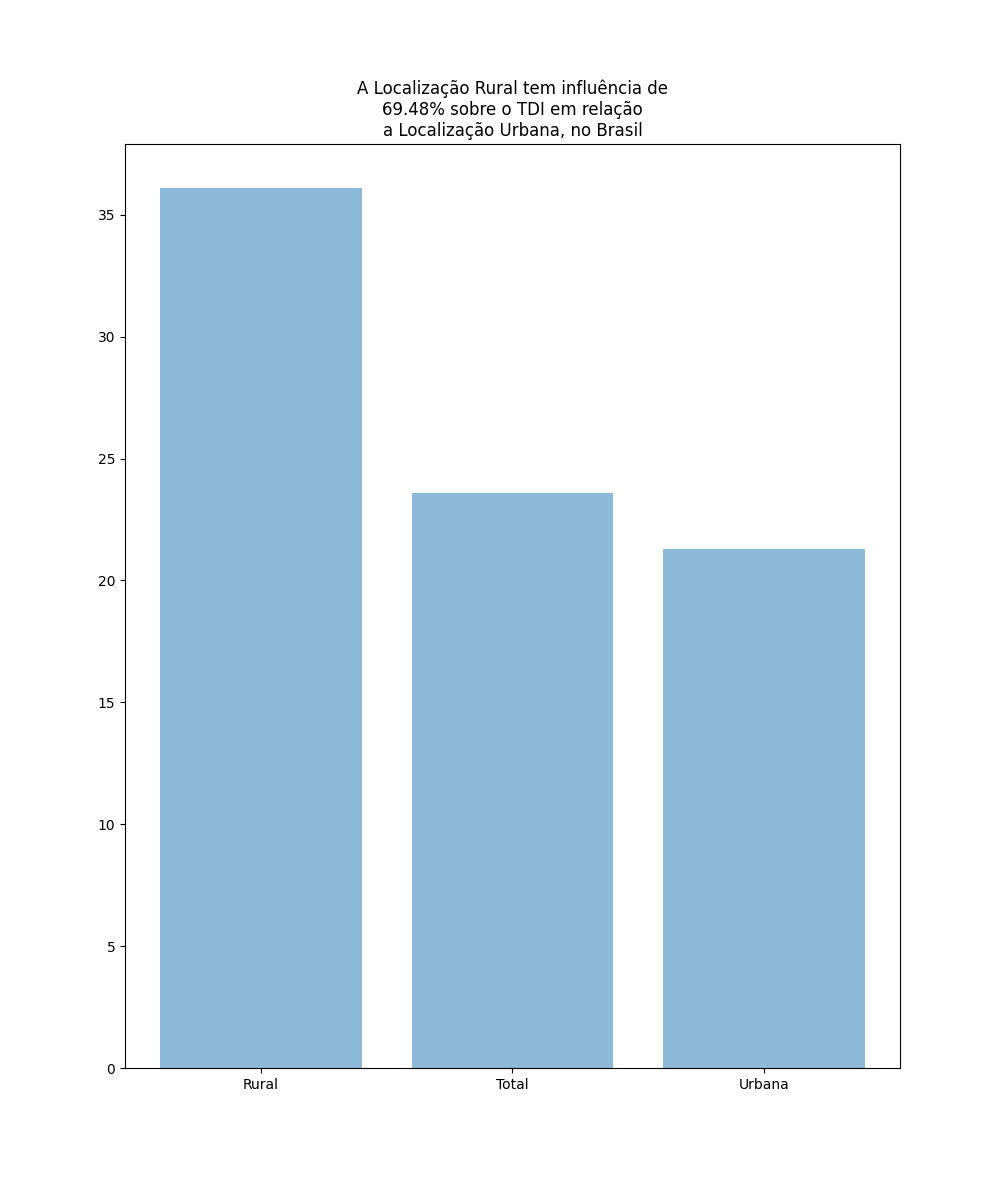 A Localização Rural tem influência de
69.48% sobre o TDI em relação
a Localização Urbana, no Brasil
35
30
25
20
15
10
5
0
Rural
Total
Urbana